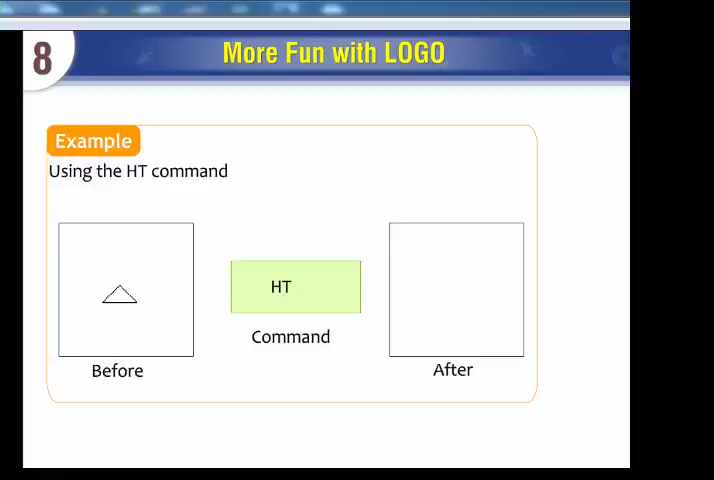 8
More Fun with LOGO
Example
Using the HT command
HT
Command
Before
After